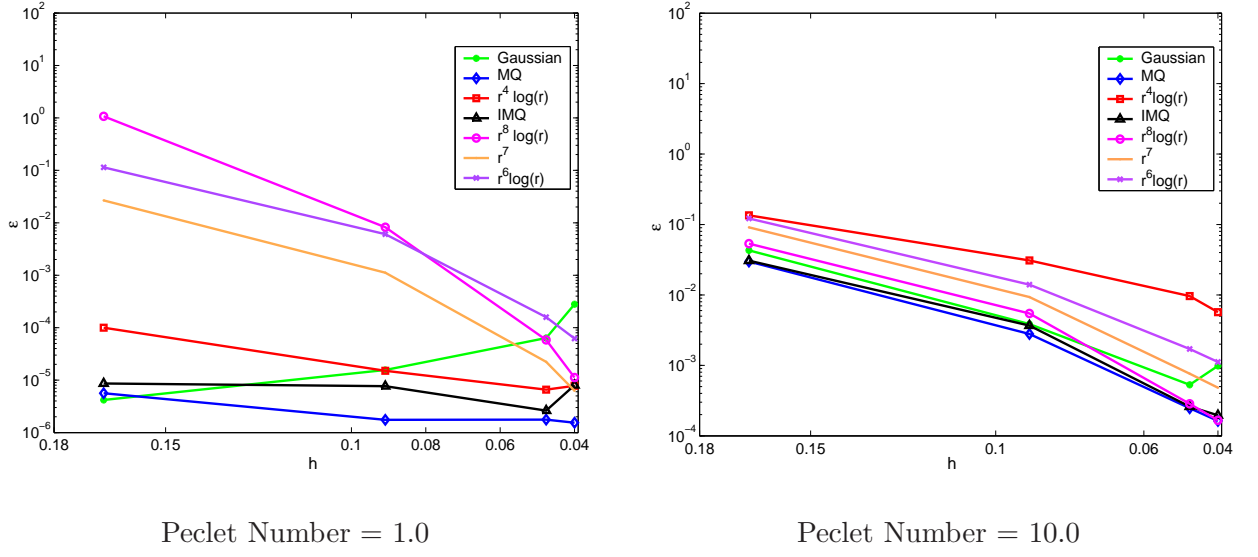 10^2
10^1
10^0
10^-1
10^-2
10^-3
10^-4
10^-5
10^-6
ε
0.18
0.15
0.1
0.08
0.06
0.04
h
Gaussian
MQ
r^4 log(r)
IMQ
r^8 log(r)
r^7
r^6log(r)
Peclet Number = 1.0
10^2
10^1
10^0
10^-1
10^-2
10^-3
10^-4
ε
0.18
0.15
0.1
0.06
0.04
h
Gaussian
MQ
r^4log(r)
IMQ
r^8log(r)
r^7
r^6log(r)
Peclet Number = 10.0